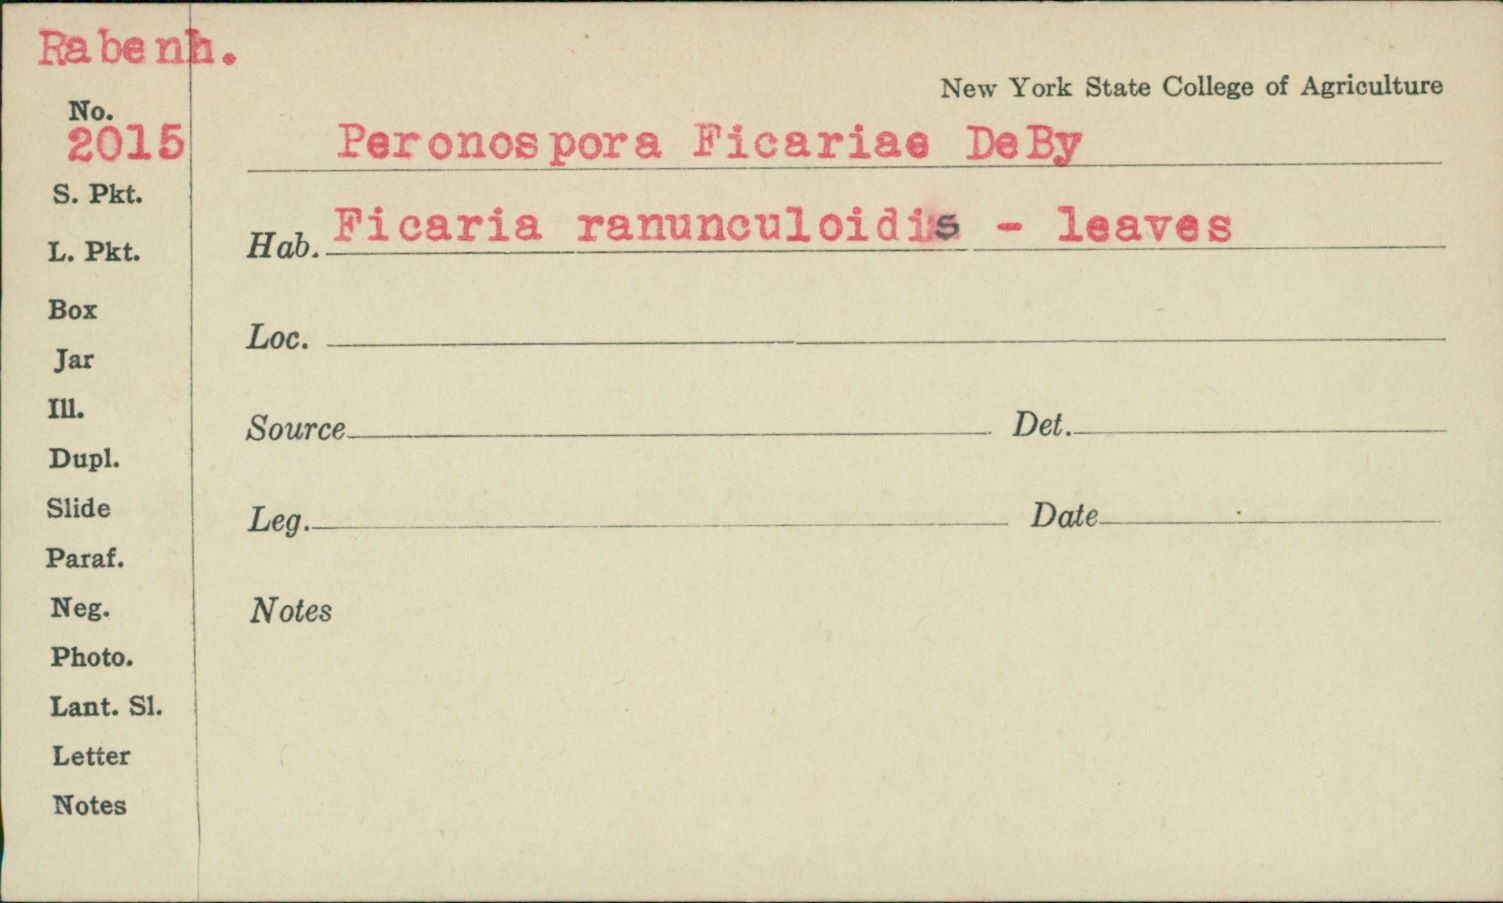 Rabenh.
New York State College of Agriculture
No.
2015
Peronospora Ficariae DeBy
S. Pkt.
Hab. Ficaria ranunculoidis - leaves
L. Pkt.
Box
Loc.
Jar
Ill.
Source Det.
Dupl.
Slide
Leg. Date
Paraf.
Neg.
Notes
Photo.
Lant. Sl.
Letter
Notes